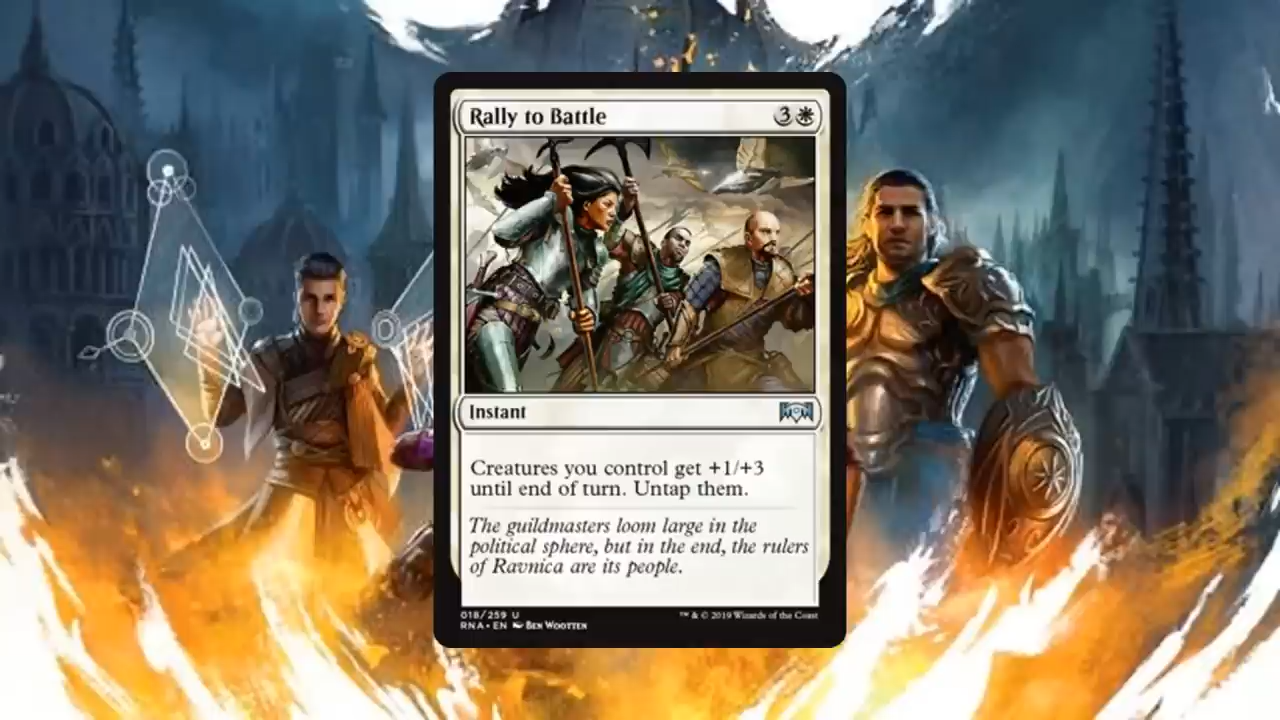 Rally to Battle 3
Instant
Creatures you control get +1/+3
until end of turn. Untap them.
The guildmasters loom large in the
political sphere, but in the end, the rulers
of Ravnica are its people.
018/259 U
RNA • EN Ben Wootten
™ & © 2019 Wizards of the Coast